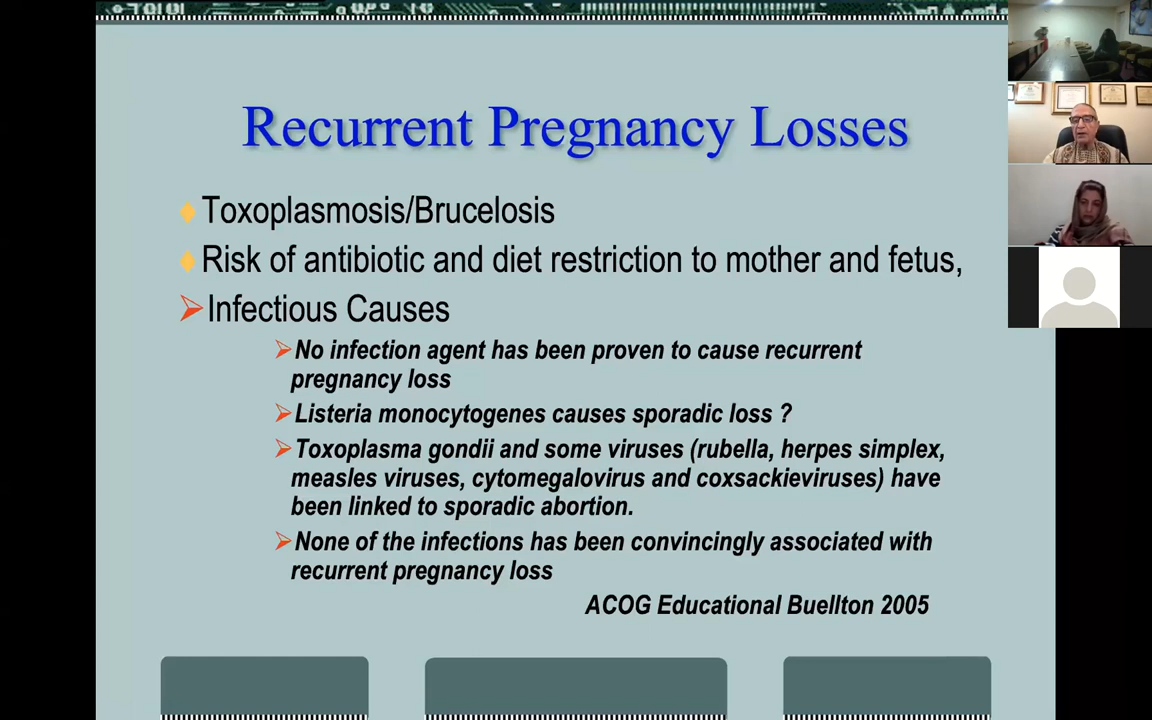 Recurrent Pregnancy Losses
Toxoplasmosis/Brucelosis
Risk of antibiotic and diet restriction to mother and fetus,
Infectious Causes
No infection agent has been proven to cause recurrent
pregnancy loss
Listeria monocytogenes causes sporadic loss ?
Toxoplasma gondii and some viruses (rubella, herpes simplex,
measles viruses, cytomegalovirus and coxsackieviruses) have
been linked to sporadic abortion.
None of the infections has been convincingly associated with
recurrent pregnancy loss
ACOG Educational Buellton 2005